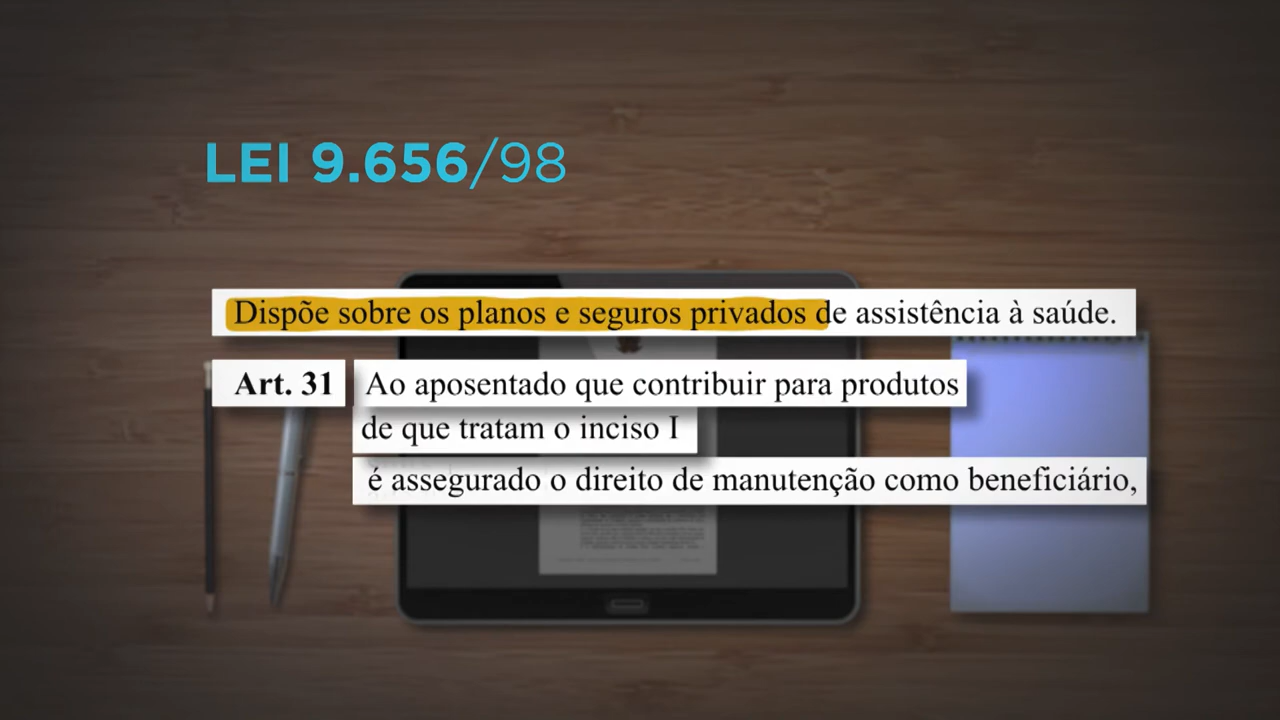 LEI 9.656/98
Dispõe sobre os planos e seguros privados de assistência à saúde.
Art. 31 Ao aposentado que contribuir para produtos
de que tratam o inciso I
é assegurado o direito de manutenção como beneficiário,